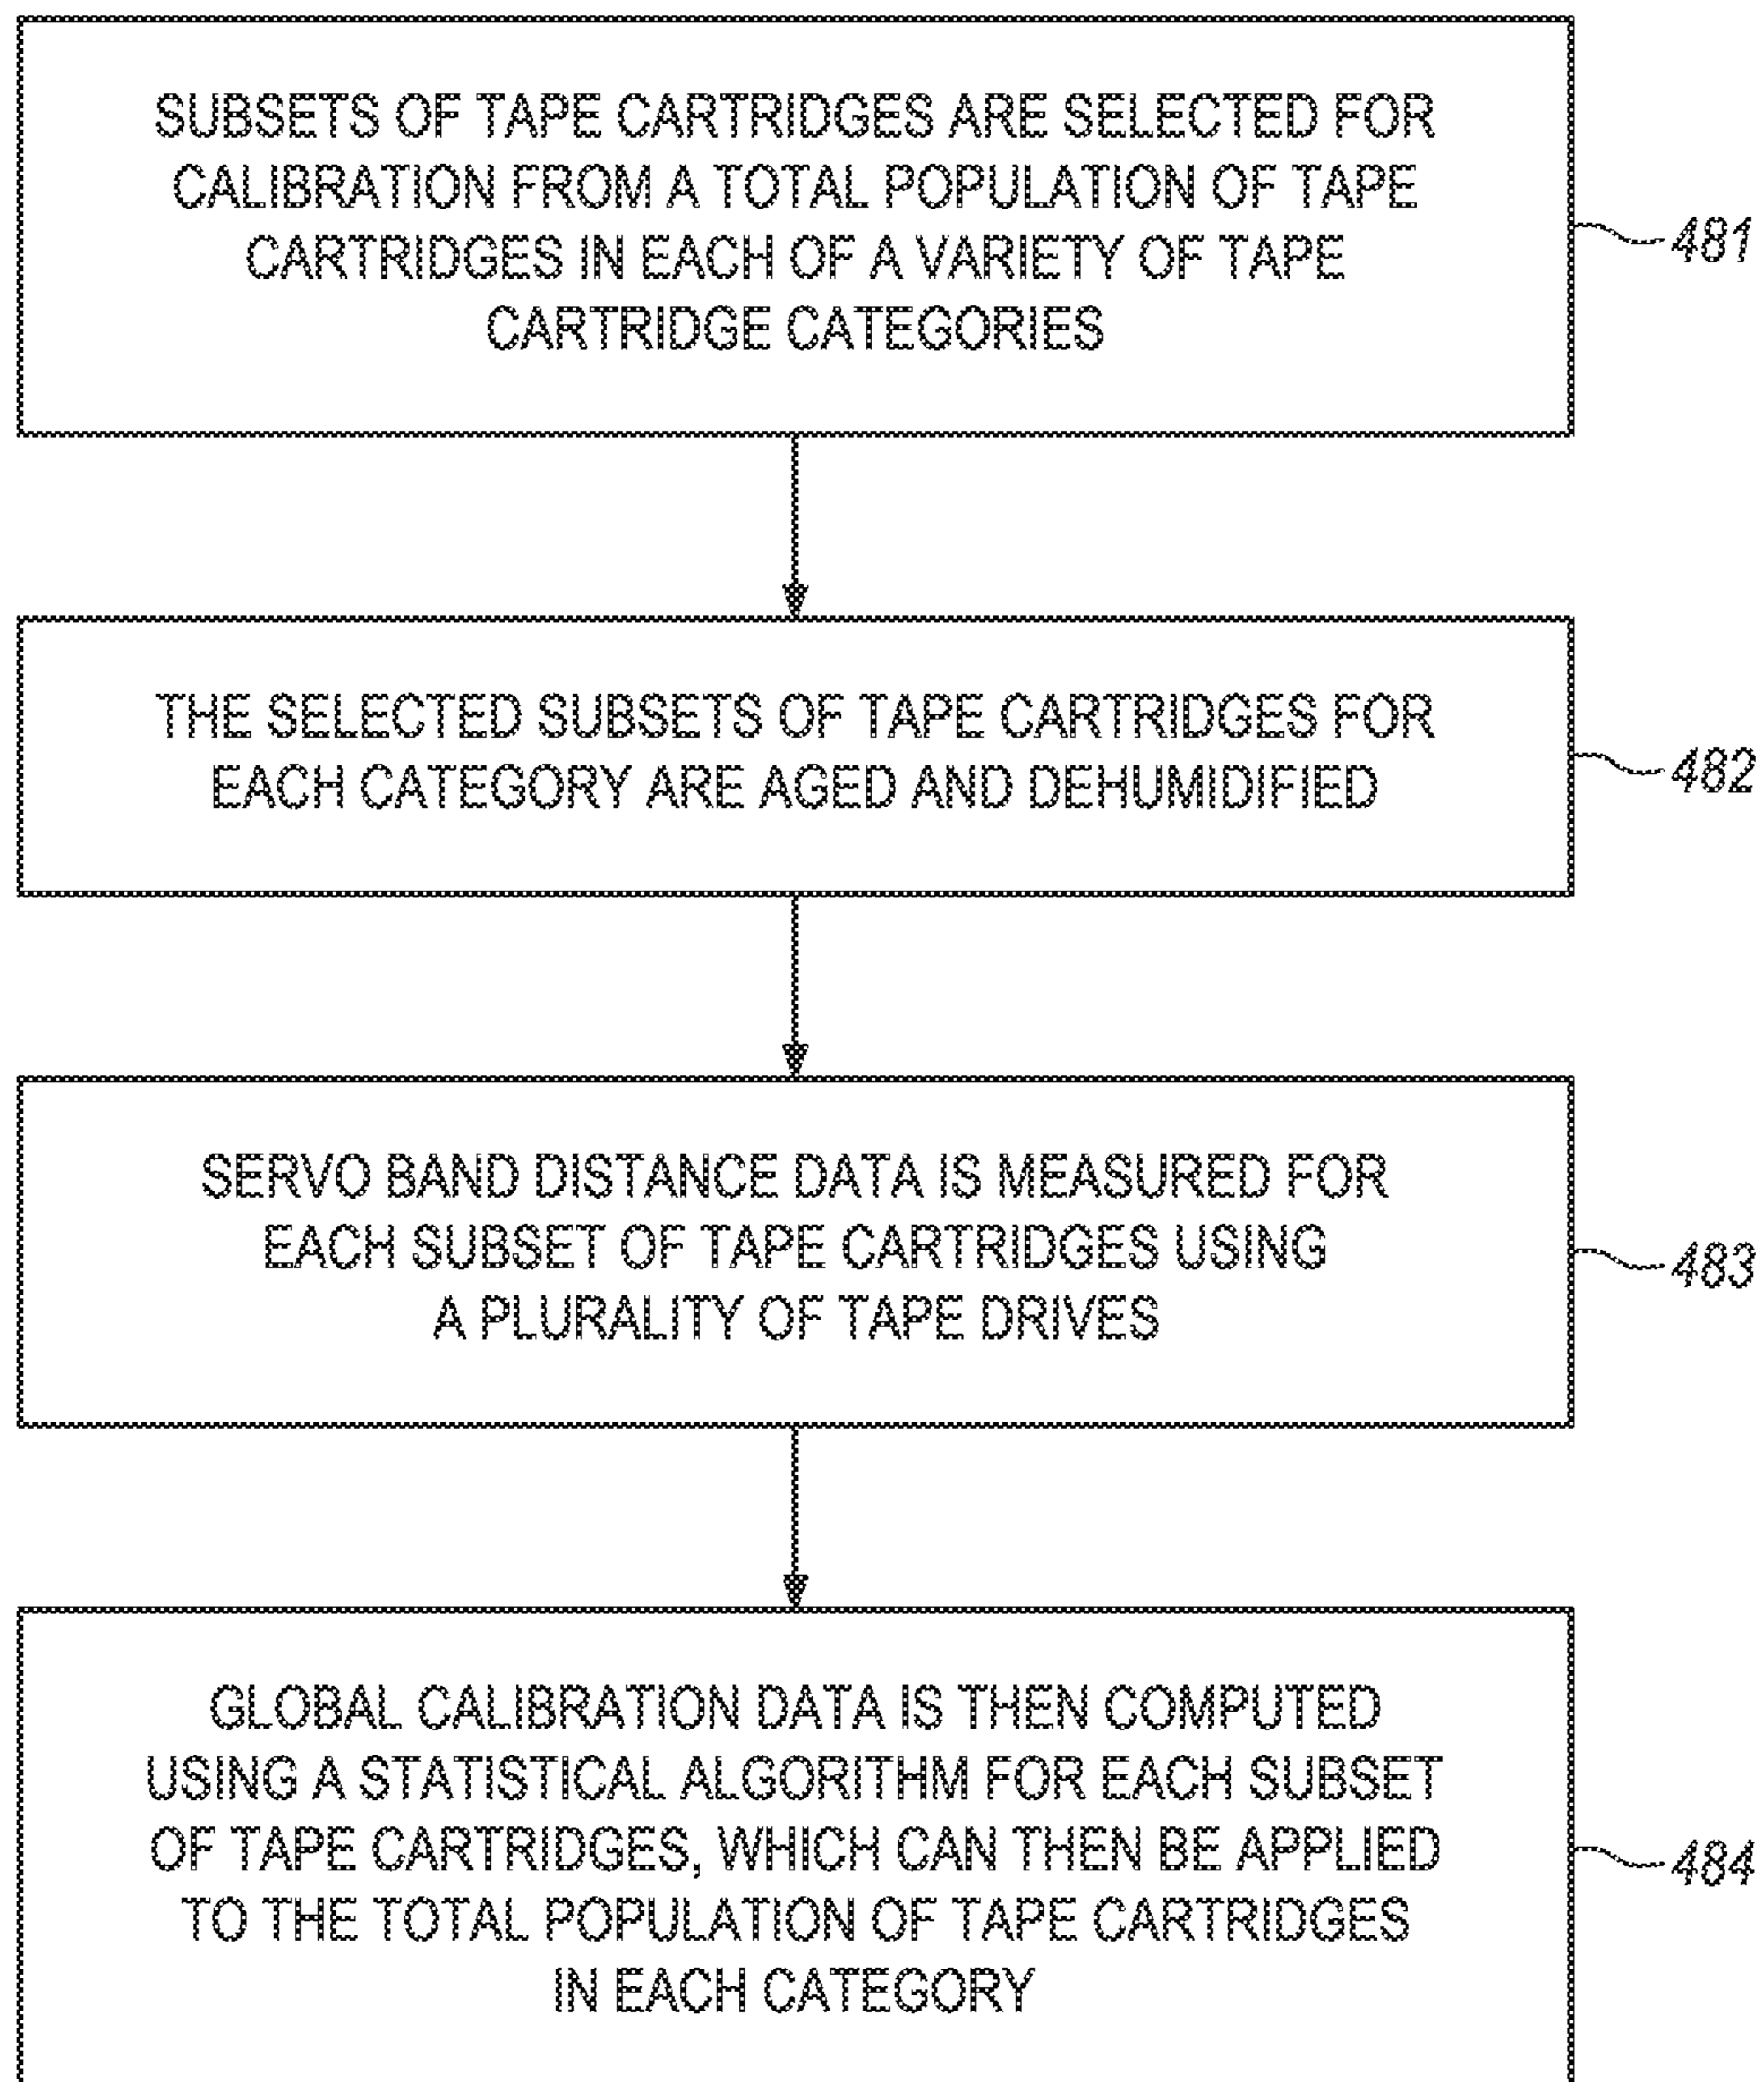 SUBSETS OF TAPE CARTRIDGES ARE SELECTED FOR
CALIBRATION FROM A TOTAL POPULATION OF TAPE
CARTRIDGES IN EACH OF A VARIETY OF TAPE
CARTRIDGE CATEGORIES
481
THE SELECTED SUBSETS OF TAPE CARTRIDGES FOR
EACH CATEGORY ARE AGED AND DEHUMIDIFIED
482
SERVO BAND DISTANCE DATA IS MEASURED FOR
EACH SUBSET OF TAPE CARTRIDGES USING
A PLURALITY OF TAPE DRIVES
483
GLOBAL CALIBRATION DATA IS THEN COMPUTED
USING A STATISTICAL ALGORITHM FOR EACH SUBSET
OF TAPE CARTRIDGES, WHICH CAN THEN BE APPLIED
TO THE TOTAL POPULATION OF TAPE CARTRIDGES
IN EACH CATEGORY
484